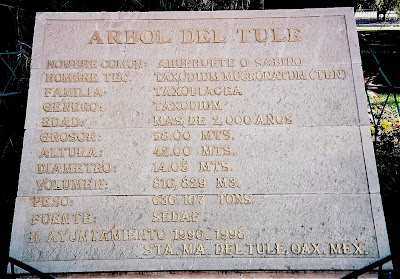 ARBOL DEL TULE
NOMBRE COMUN: AHUEHUETE O SABINO
NOMBRE TEC. TAXODIUM MUCRONATUM (TEN)
FAMILIA: TAXODIACEA
GENERO: TAXODIUM
EDAD: MAS DE 2,000 AÑOS
GROSOR: 58.00 MTS.
ALTURA: 42.00 MTS.
DIAMETRO: 14.05 MTS.
VOLUMEN: 816,829 M3.
PESO: 636.107 TONS.
FUENTE: SEDAF.
H. AYUNTAMIENTO 1996_1998
STA. MA. DEL TULE, OAX. MEX.